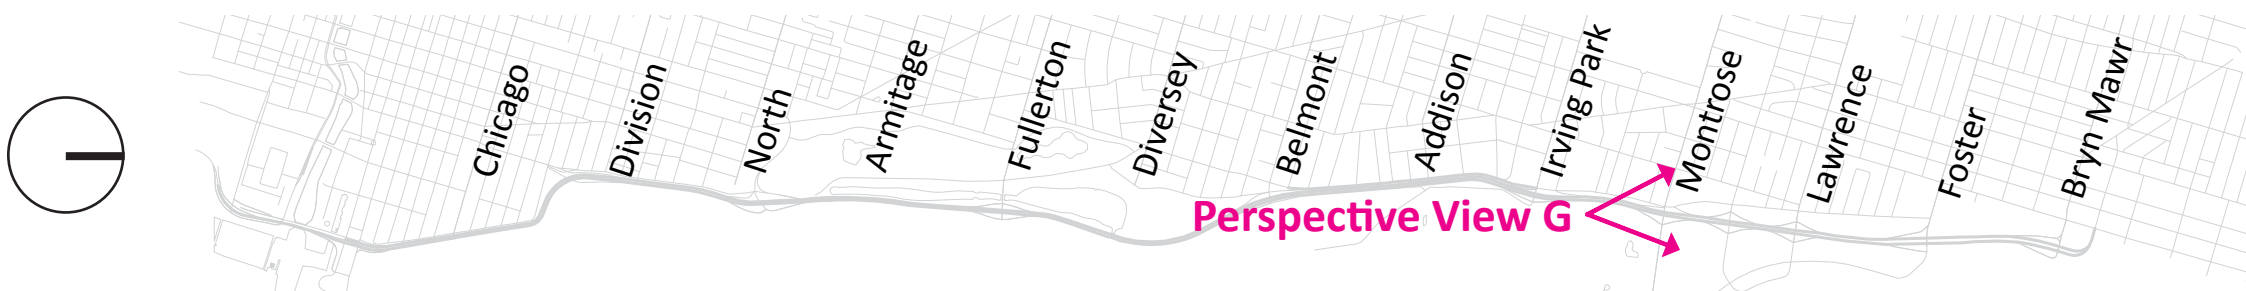 Chicago
Division
North
Armitage
Fullerton
Diversey
Belmont
Addison
Irving Park
Montrose
Lawrence
Foster
Bryn Mawr
Perspective View G